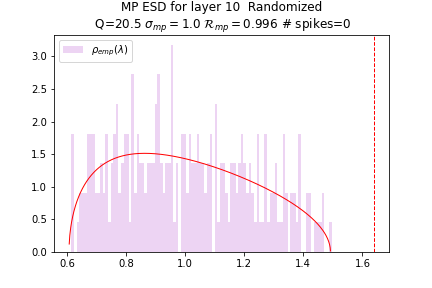 MP ESD for layer 10 Randomized
Q=20.5 σmp = 1.0 ℛmp = 0.996 # spikes=0
ρemp(λ)
3.0
2.5
2.0
1.5
1.0
0.5
0.0
0.6 0.8 1.0 1.2 1.4 1.6